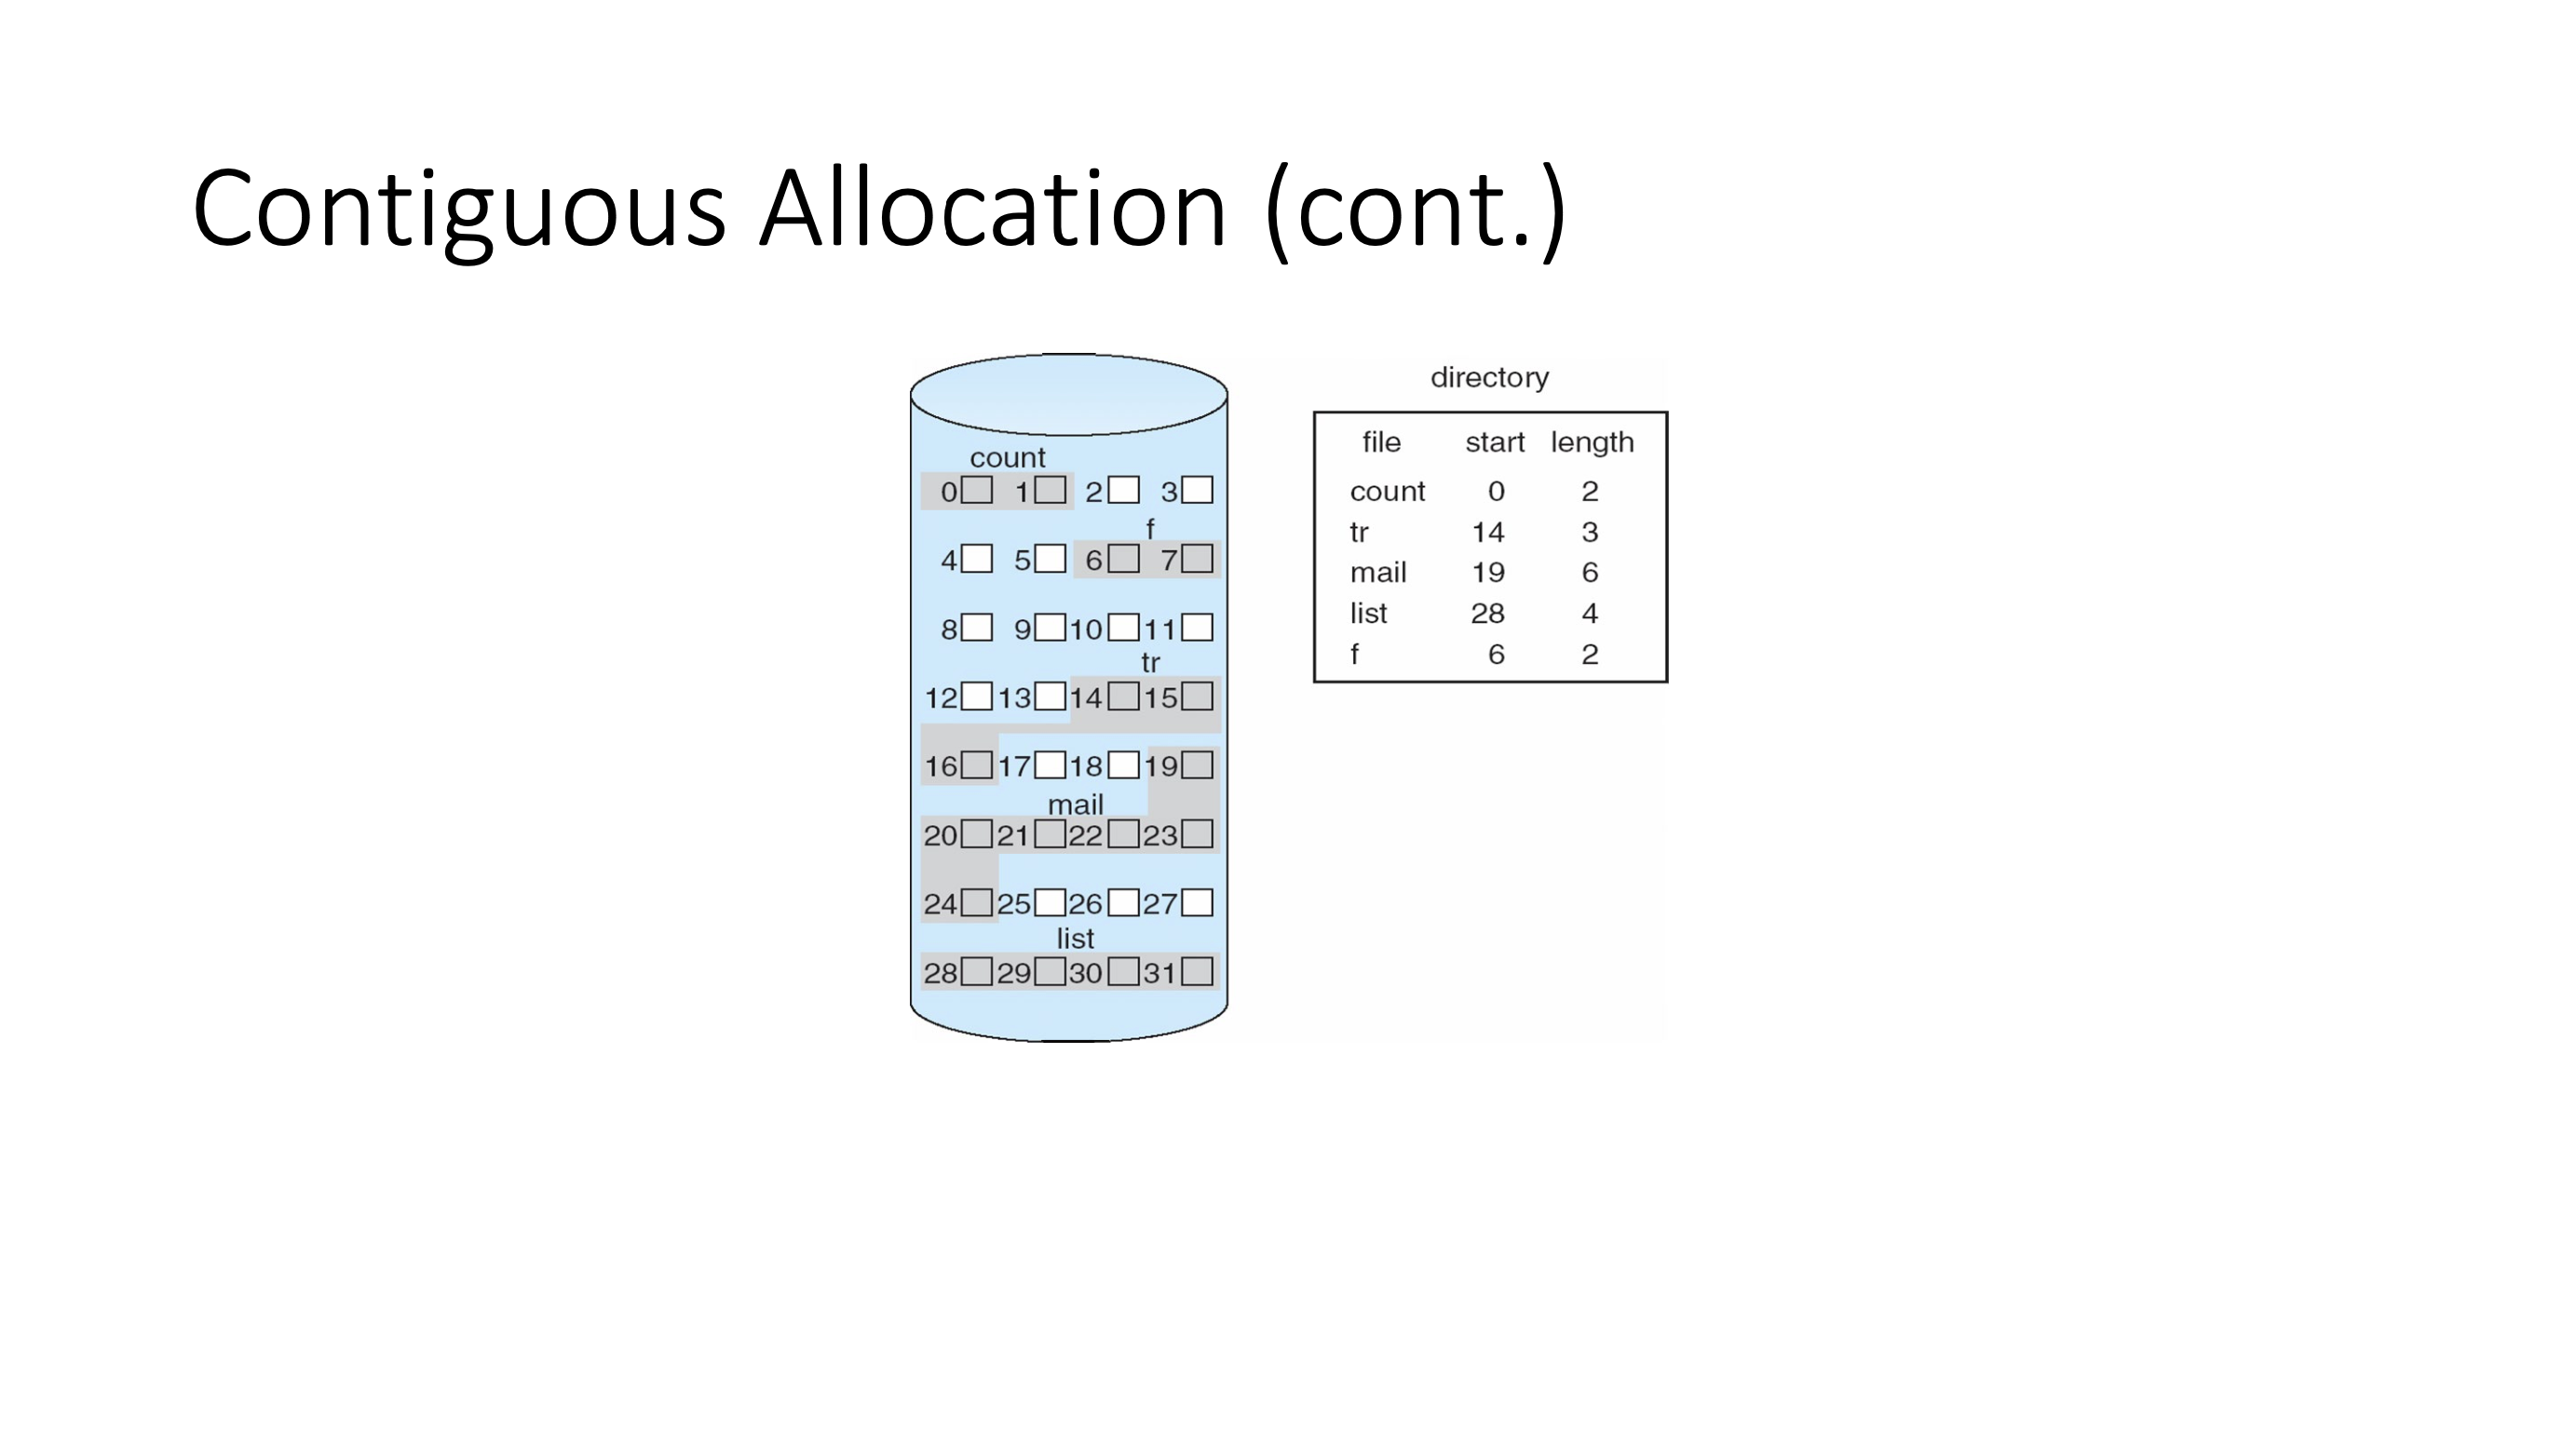 Contiguous Allocation (cont.)
count
0 1 2 3
f
4 5 6 7
8 9 10 11
tr
12 13 14 15
16 17 18 19
mail
20 21 22 23
24 25 26 27
list
28 29 30 31
directory
file start length
count 0 2
tr 14 3
mail 19 6
list 28 4
f 6 2